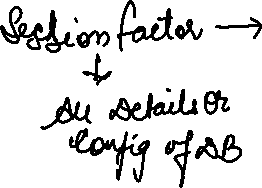 Session factor →
↓
All Details Or
Config of DB